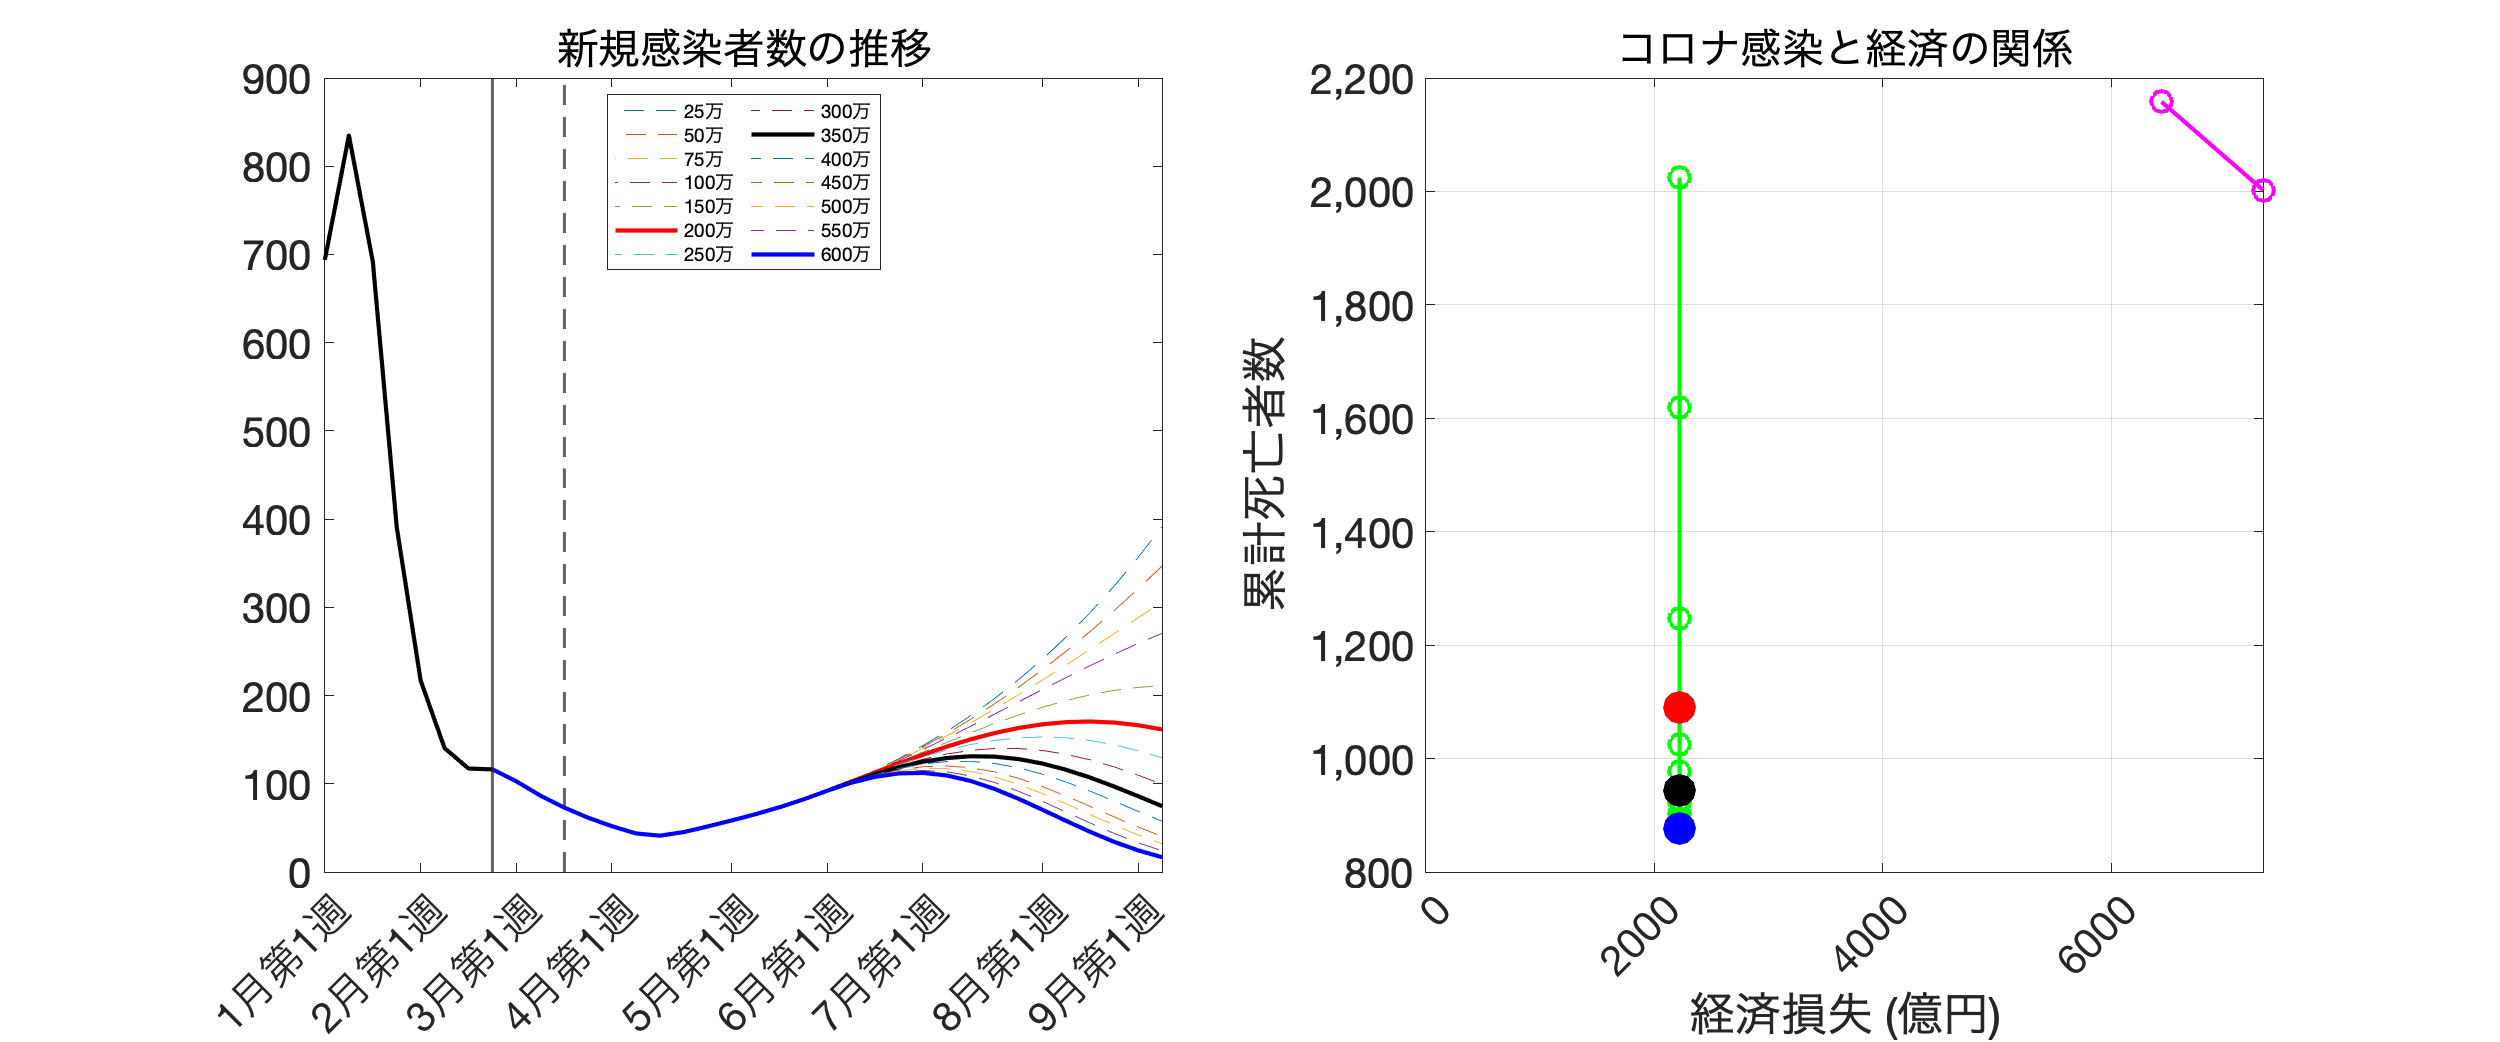 新規感染者数の推移
900
800
700
600
500
400
300
200
100
0
25万
50万
75万
100万
150万
200万
250万
300万
350万
400万
450万
500万
550万
600万
1月第1週
2月第1週
3月第1週
4月第1週
5月第1週
6月第1週
7月第1週
8月第1週
9月第1週
コロナ感染と経済の関係
累計死亡者数
2,200
2,000
1,800
1,600
1,400
1,200
1,000
800
0
2000
4000
6000
経済損失 (億円)